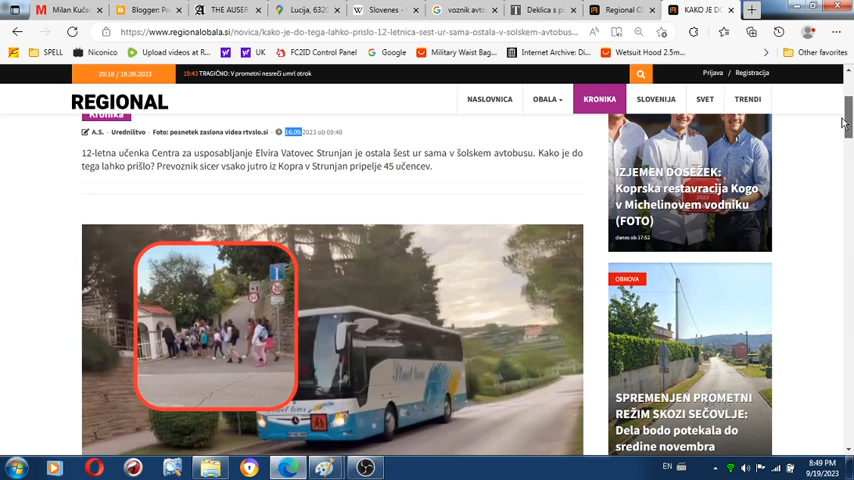 Milan Kuča
Blogger: Po
THE AUSER
Lucija, 6320
Slovenes -
voznik avto
Deklica s p
Regional O
KAKO JE DO
https://www.regionalobala.si/novica/kako-je-do-tega-lahko-prislo-12-letnica-sest-ur-sama-ostala-v-solskem-avtobus...
SPELL
Niconico
Upload videos at R...
UK
FCZID Control Panel
Google
Military Waist Bag...
Internet Archive: Di...
Wetsuit Hood 2.5m...
Other favorites
20:18 / 19.09.2023
19:43 TRAGIČNO: V prometni nesreči umrl otrok
Prijava / Registracija
REGIONAL
NASLOVNICA
OBALA
KRONIKA
SLOVENIJA
SVET
TRENDI
Kronika
A.S. - Uredništvo - Foto: posnetek zaslona videa rtvslo.si - 16.09.2023 ob 09:48
12-letna učenka Centra za usposabljanje Elvira Vatovec Strunjan je ostala šest ur sama v šolskem avtobusu. Kako je do
tega lahko prišlo? Prevoznik sicer vsako jutro iz Kopra v Strunjan pripelje 45 učencev.
IZJEMEN DOSEŽEK:
Koprska restavracija Kogo
v Michelinovem vodniku
(FOTO)
danes ob 17:52
OBNOVA
SPREMENJEN PROMETNI
REŽIM SKOZI SEČOVLJE:
Dela bodo potekala do
sredine novembra
EN
8:49 PM
9/19/2023